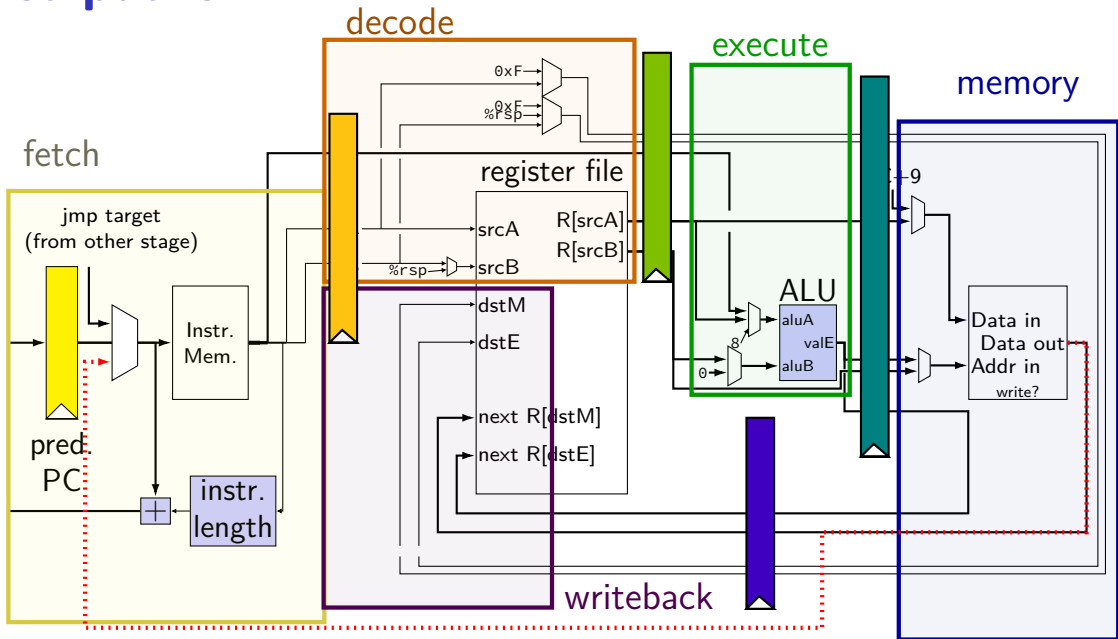 decode
execute
memory
fetch
0xF
0xF
%rsp
register file
jmp target
(from other stage)
R[srcA]
R[srcB]
srcA
srcB
%rsp
+9
dstM
dstE
Instr.
Mem.
ALU
aluA
valE
aluB
8
0
Data in
Data out
Addr in
write?
next R[dstM]
next R[dstE]
pred.
PC
instr.
length
+
writeback